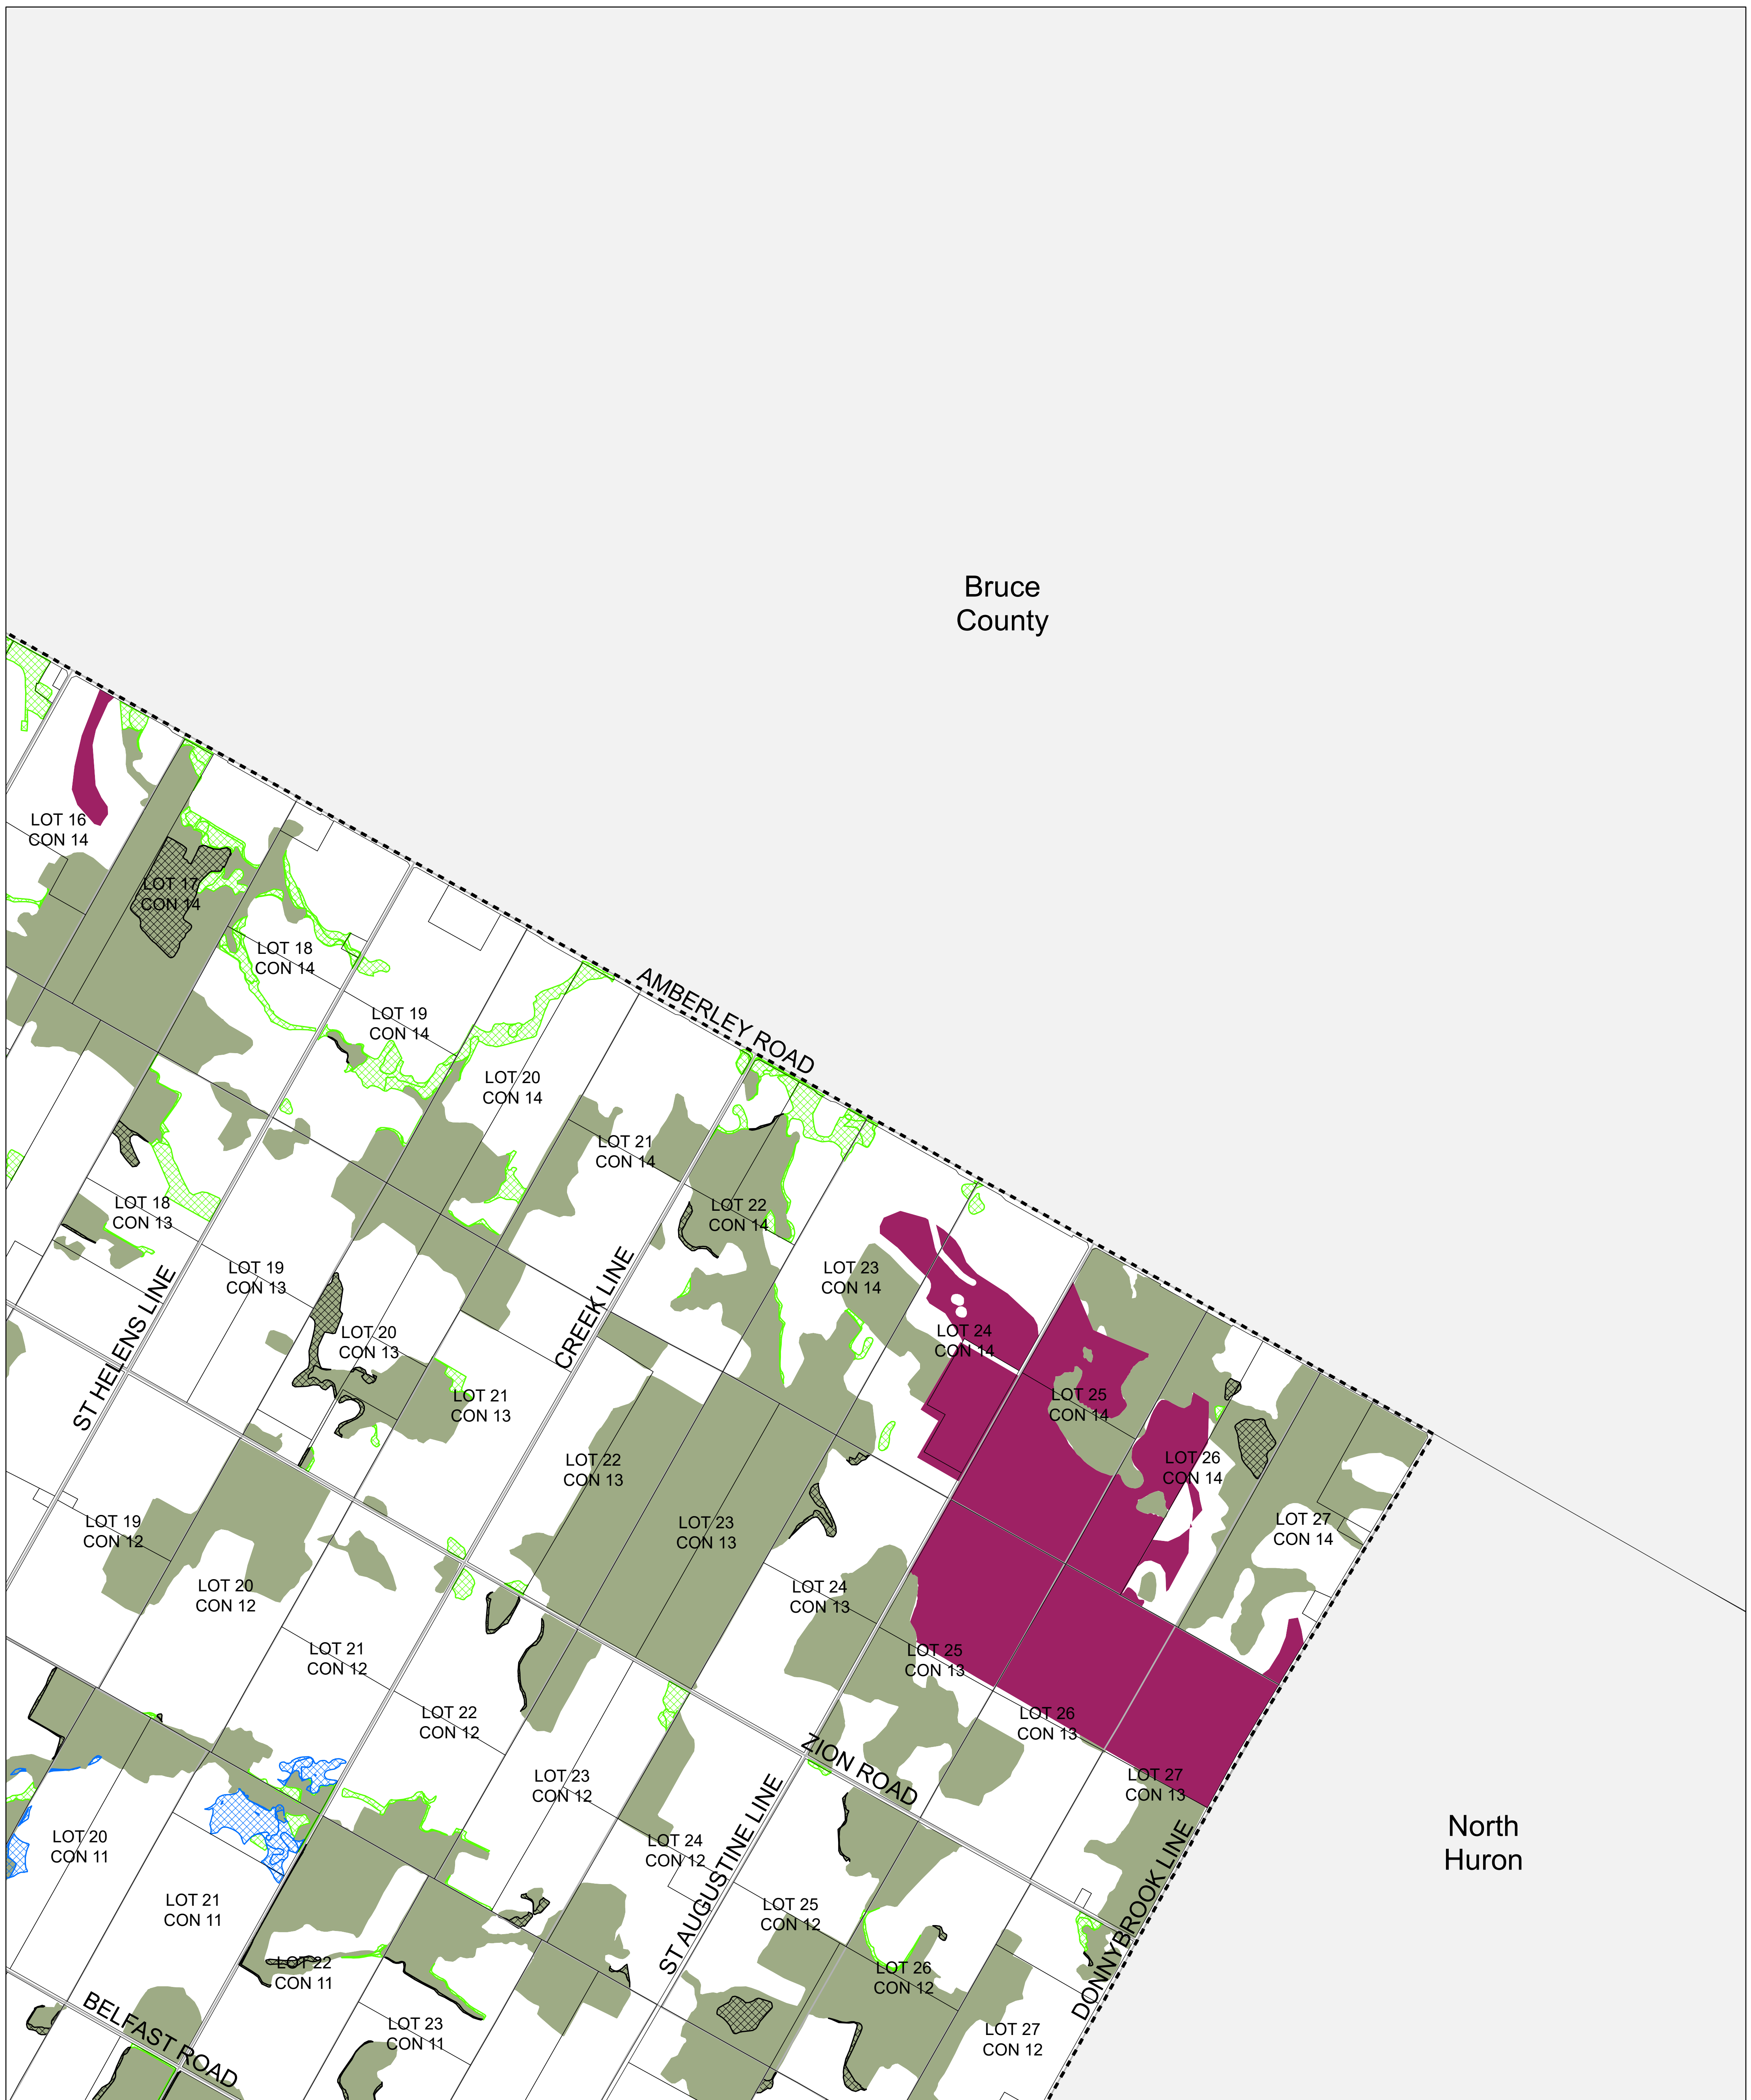 Bruce
County
LOT 16
CON 14
LOT 17
CON 14
LOT 18
CON 14
LOT 19
CON 14
AMBERLEY ROAD
LOT 20
CON 14
LOT 21
CON 14
LOT 22
CON 14
LOT 23
CON 14
LOT 24
CON 14
LOT 25
CON 14
LOT 26
CON 14
LOT 27
CON 14
LOT 18
CON 13
LOT 19
CON 13
ST HELENS LINE
LOT 20
CON 13
CREEK LINE
LOT 21
CON 13
LOT 22
CON 13
LOT 23
CON 13
LOT 24
CON 13
LOT 25
CON 13
LOT 26
CON 13
LOT 27
CON 13
LOT 19
CON 12
LOT 20
CON 12
LOT 21
CON 12
LOT 22
CON 12
LOT 23
CON 12
ZION ROAD
LOT 24
CON 12
ST AUGUSTINE LINE
LOT 25
CON 12
LOT 26
CON 12
DONNYBROOK LINE
LOT 27
CON 12
North
Huron
LOT 20
CON 11
LOT 21
CON 11
LOT 22
CON 11
LOT 23
CON 11
BELFAST ROAD